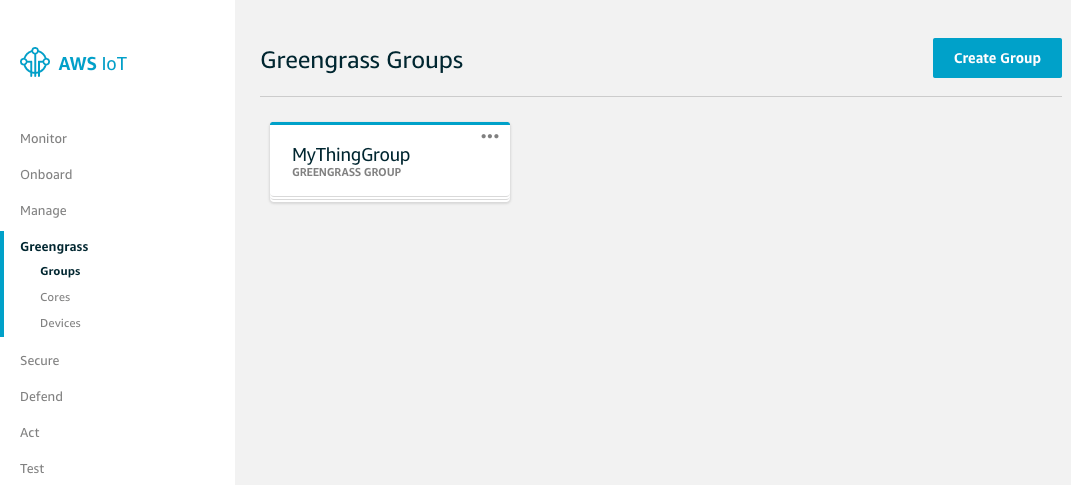 AWS IoT
Monitor
Onboard
Manage
Greengrass
Groups
Cores
Devices
Secure
Defend
Act
Test
Greengrass Groups
Create Group
MyThingGroup
GREENGRASS GROUP